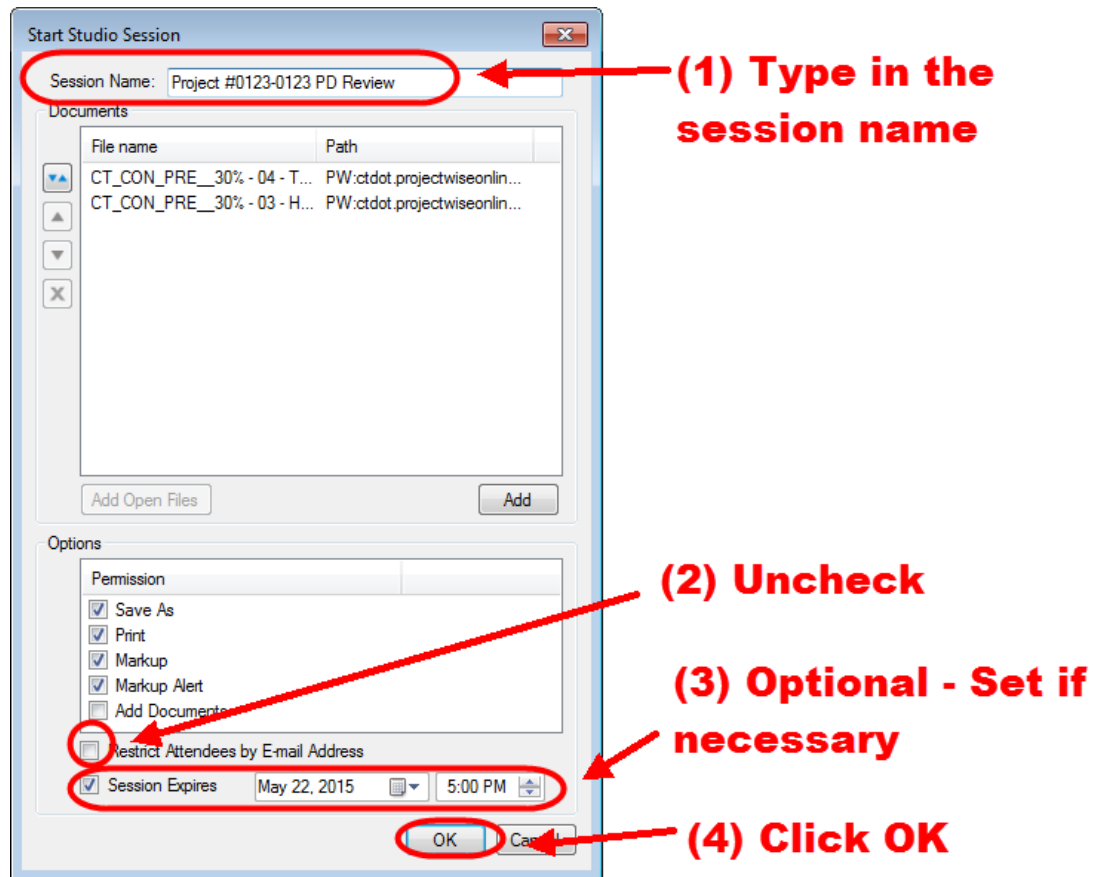 Start Studio Session
Session Name: Project #0123-0123 PD Review
(1) Type in the
session name
Documents
File name Path
CT_CON_PRE__30% - 04 - T... PW:ctdot.projectwiseonlin...
CT_CON_PRE__30% - 03 - H... PW:ctdot.projectwiseonlin...
Add Open Files Add
Options
Permission
(2) Uncheck
Save As
Print
Markup
Markup Alert
Add Documents
(3) Optional - Set if
necessary
Restrict Attendees by E-mail Address
Session Expires May 22, 2015 5:00 PM
OK Cancel
(4) Click OK